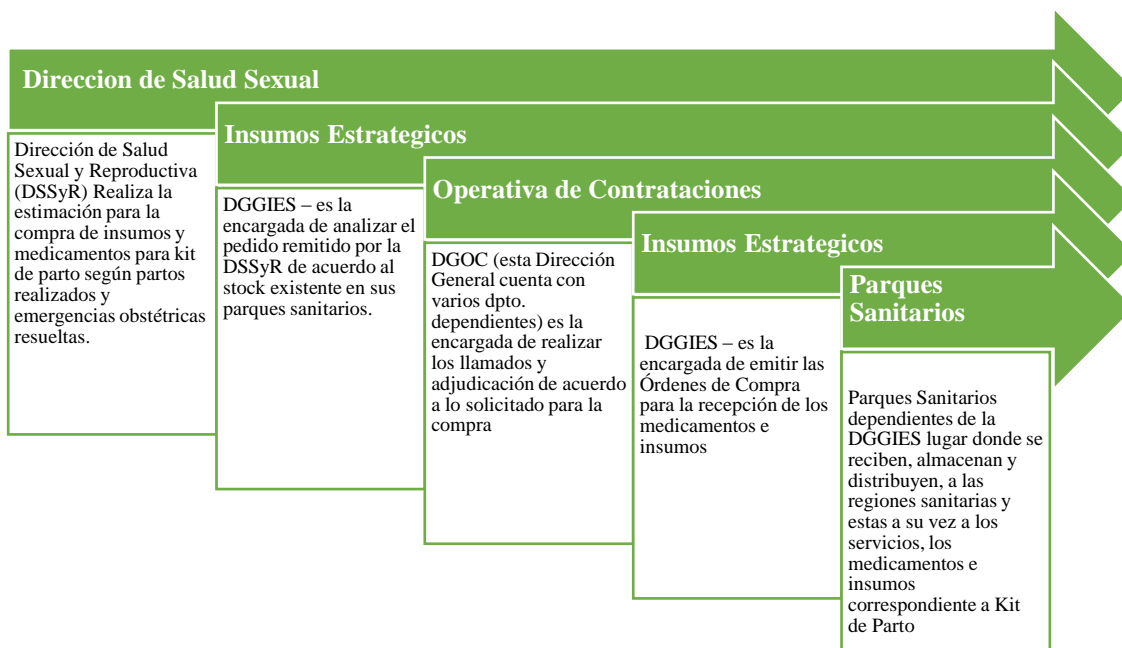 Direccion de Salud Sexual
Dirección de Salud
Sexual y Reproductiva
(DSSyR) Realiza la
estimación para la
compra de insumos y
medicamentos para kit
de parto según partos
realizados y
emergencias obstétricas
resueltas.
Insumos Estrategicos
DGGIES – es la
encargada de analizar el
pedido remitido por la
DSSyR de acuerdo al
stock existente en sus
parques sanitarios.
Operativa de Contrataciones
DGOC (esta Dirección
General cuenta con
varios dpto.
dependientes) es la
encargada de realizar
los llamados y
adjudicación de acuerdo
a lo solicitado para la
compra
Insumos Estrategicos
DGGIES – es la
encargada de emitir las
Órdenes de Compra
para la recepción de los
medicamentos e
insumos
Parques
Sanitarios
Parques Sanitarios
dependientes de la
DGGIES lugar donde se
reciben, almacenan y
distribuyen, a las
regiones sanitarias y
estas a su vez a los
servicios, los
medicamentos e
insumos
correspondiente a Kit
de Parto